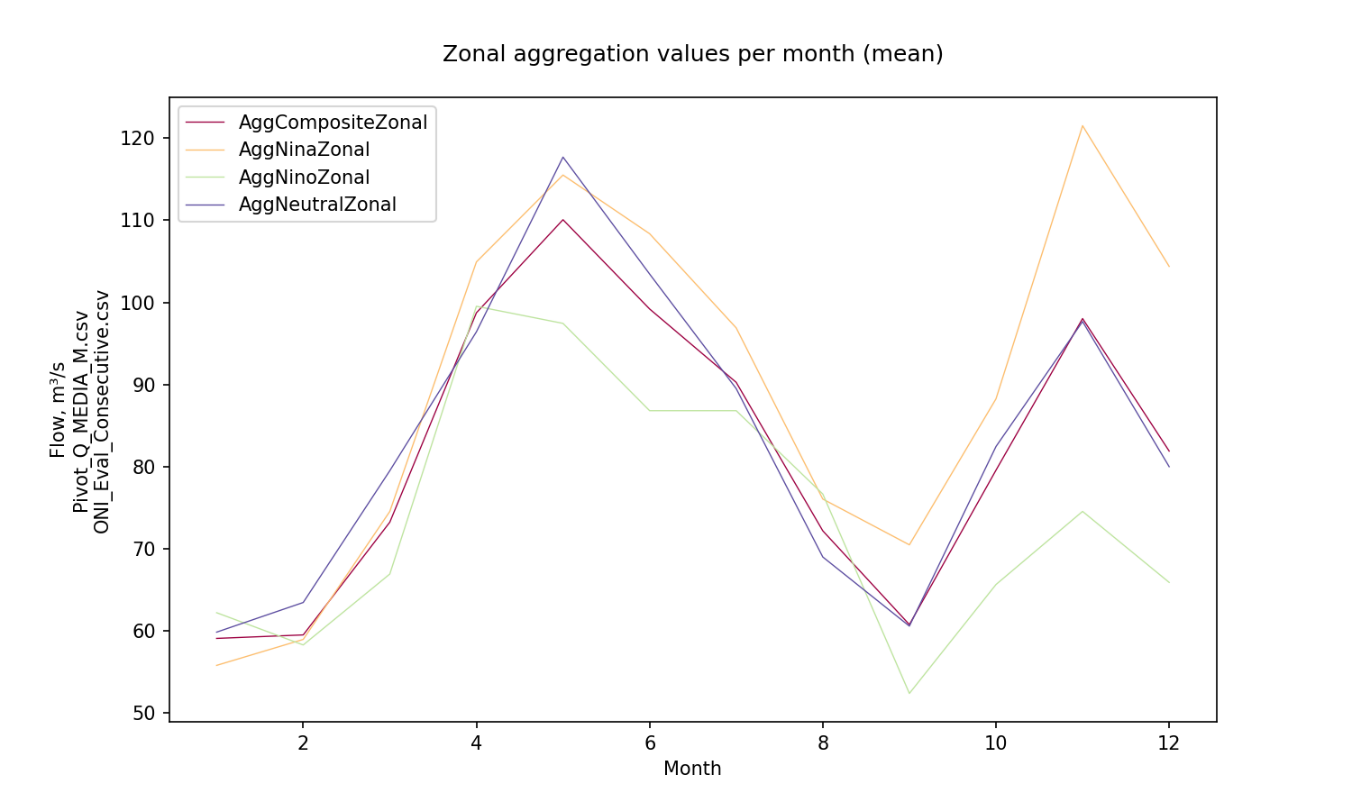 Zonal aggregation values per month (mean)
AggCompositeZonal
AggNinaZonal
AggNinoZonal
AggNeutralZonal
120
110
100
90
80
70
60
50
Flow, m³/s
Pivot_Q_MEDIA_M.csv
ONI_Eval_Consecutive.csv
2 4 6 8 10 12
Month